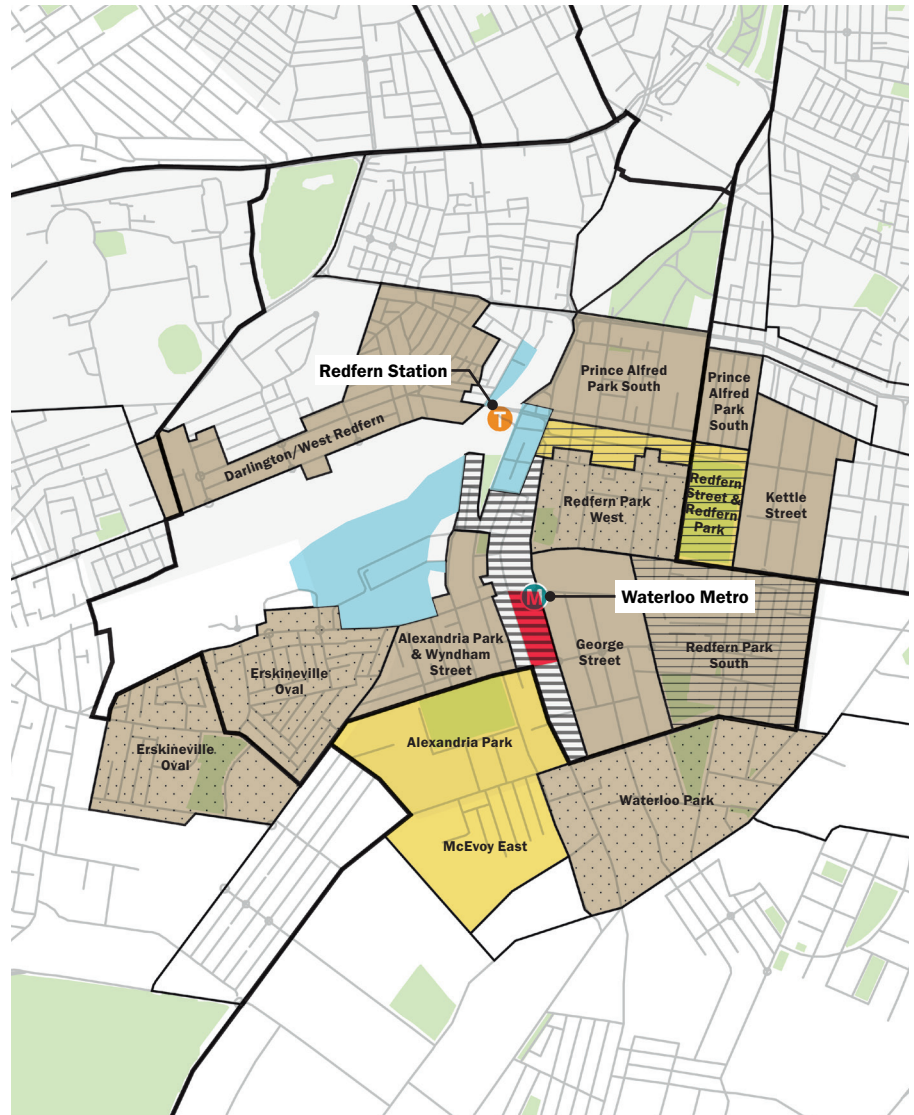 Redfern Station
T
Prince Alfred
Park South
Prince
Alfred
Park
South
Darlington/West Redfern
Redfern
Street &
Redfern
Park
Kettle
Street
Redfern Park
West
M
Waterloo Metro
Alexandria Park
& Wyndham
Street
George
Street
Redfern Park
South
Erskineville
Oval
Erskineville
Oval
Alexandria Park
Waterloo Park
McEvoy East